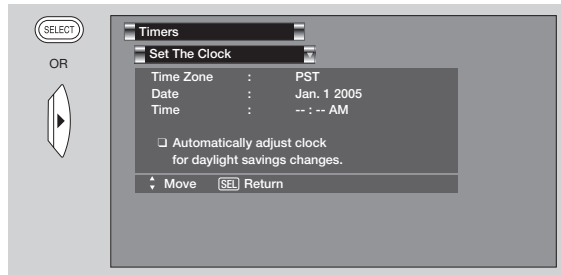 SELECT
OR
Timers
Set The Clock
Time Zone : PST
Date : Jan. 1 2005
Time : -- : -- AM
❏ Automatically adjust clock
for daylight savings changes.
Move SEL Return